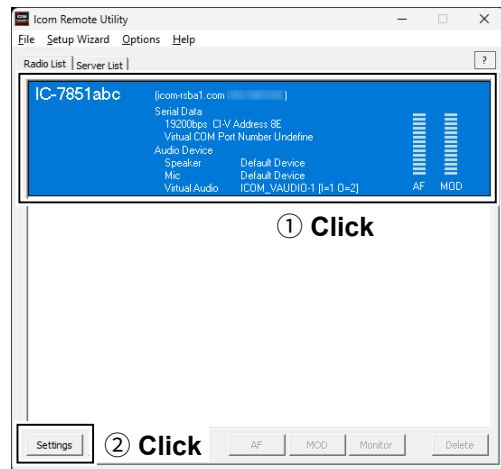 Icom Remote Utility
File Setup Wizard Options Help
Radio List Server List ?
IC-7851abc (icom-rsba1.com )
Serial Data
19200bps CI-V Address 8E
Virtual COM Port Number Undefine
Audio Device
Speaker Default Device
Mic Default Device
Virtual Audio ICOM_VAUDIO-1 [I=1 O=2]
AF MOD
① Click
Settings ② Click AF MOD Monitor Delete